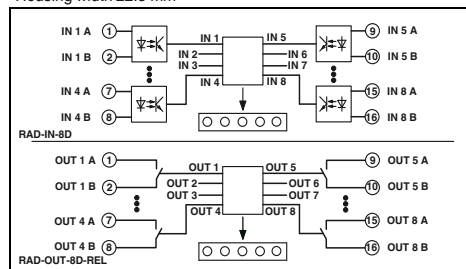 Housing width 22.5 mm
IN 1 A 1 IN 1 IN 5 9 IN 5 A
IN 1 B 2 IN 2 IN 6 10 IN 5 B
IN 3 IN 7
IN 4 A 7 IN 4 IN 8 15 IN 8 A
IN 4 B 8 16 IN 8 B
RAD-IN-8D
OUT 1 A 1 OUT 1 OUT 5 9 OUT 5 A
OUT 1 B 2 OUT 2 OUT 6 10 OUT 5 B
OUT 3 OUT 7
OUT 4 A 7 OUT 4 OUT 8 15 OUT 8 A
OUT 4 B 8 16 OUT 8 B
RAD-OUT-8D-REL